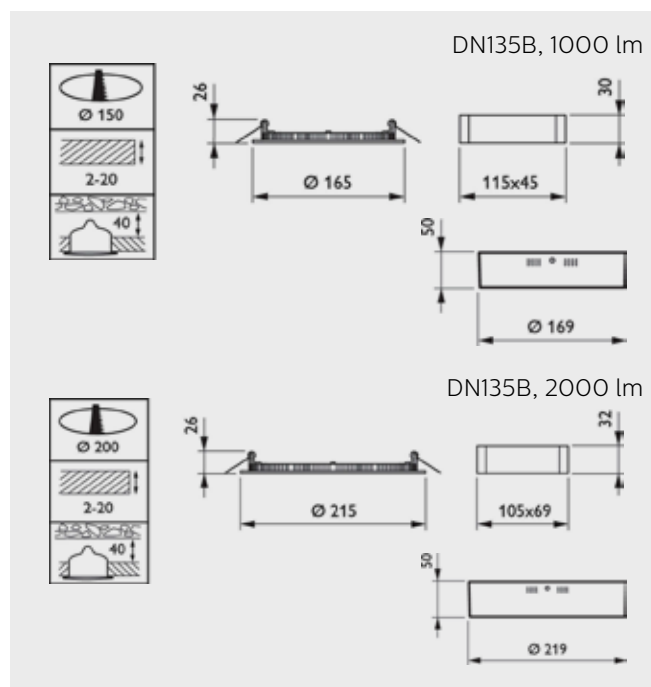 DN135B, 1000 lm
Ø 150
2-20
40
26
Ø 165
30
115x45
50
Ø 169
DN135B, 2000 lm
Ø 200
2-20
40
26
Ø 215
32
105x69
50
Ø 219